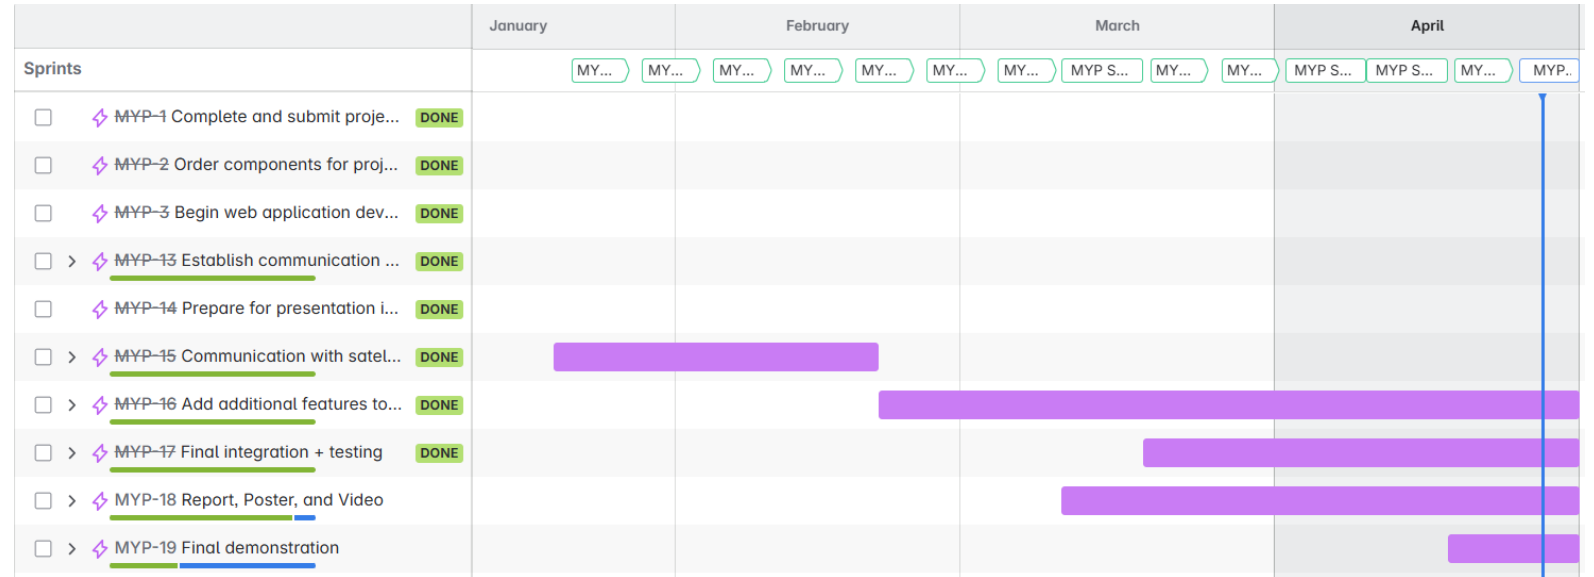 January February March April
Sprints MY... MY... MY... MY... MY... MY... MY... MYP S... MY... MY... MYP S... MYP S... MY... MYP..
MYP-1 Complete and submit proje... DONE
MYP-2 Order components for proj... DONE
MYP-3 Begin web application dev... DONE
MYP-13 Establish communication ... DONE
MYP-14 Prepare for presentation i... DONE
MYP-15 Communication with satel... DONE
MYP-16 Add additional features to... DONE
MYP-17 Final integration + testing DONE
MYP-18 Report, Poster, and Video
MYP-19 Final demonstration